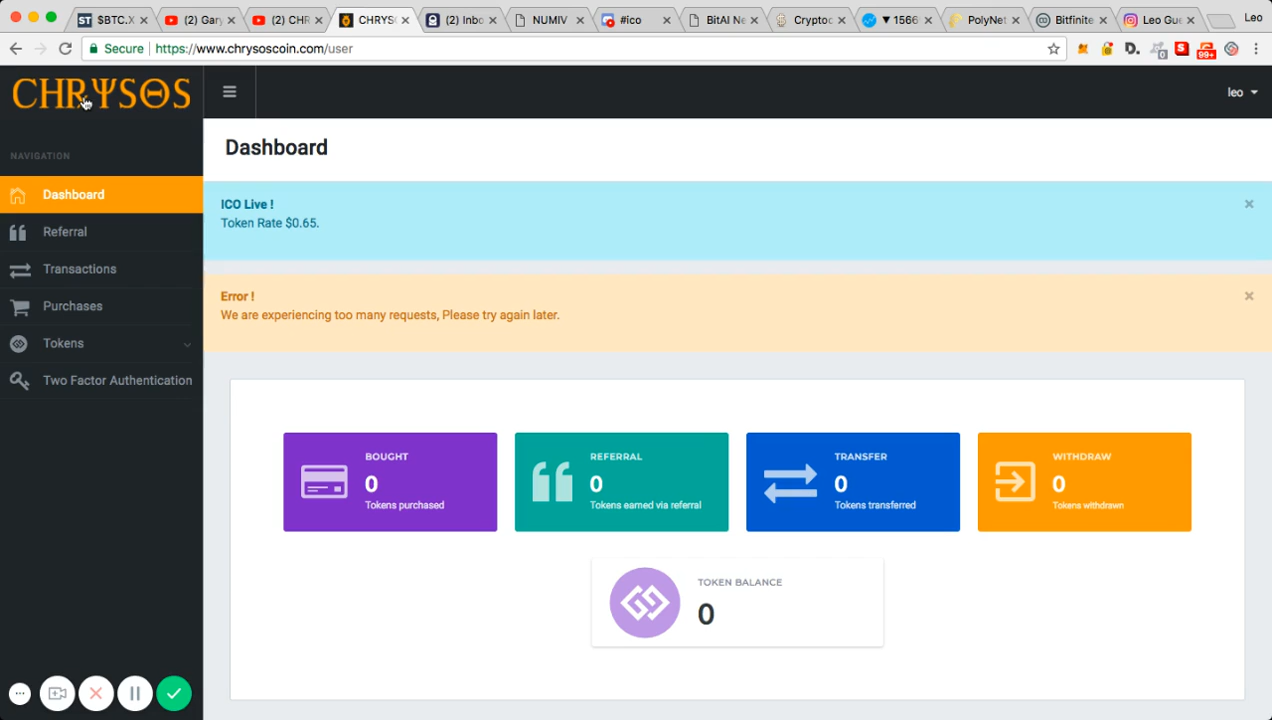 ST $BTC.X
(2) Gary
(2) CHR
CHRYS
(2) Inbo
NUMIV
#ico
BitAI Ne
Cryptoc
▼ 1566
PolyNet
Bitfinite
Leo Gue
Leo
Secure
https://www.chrysoscoin.com/user
D.
S
99+
CHRYSOS
leo
NAVIGATION
Dashboard
Referral
Transactions
Purchases
Tokens
Two Factor Authentication
Dashboard
ICO Live !
Token Rate $0.65.
Error !
We are experiencing too many requests, Please try again later.
BOUGHT
0
Tokens purchased
REFERRAL
0
Tokens earned via referral
TRANSFER
0
Tokens transferred
WITHDRAW
0
Tokens withdrawn
TOKEN BALANCE
0